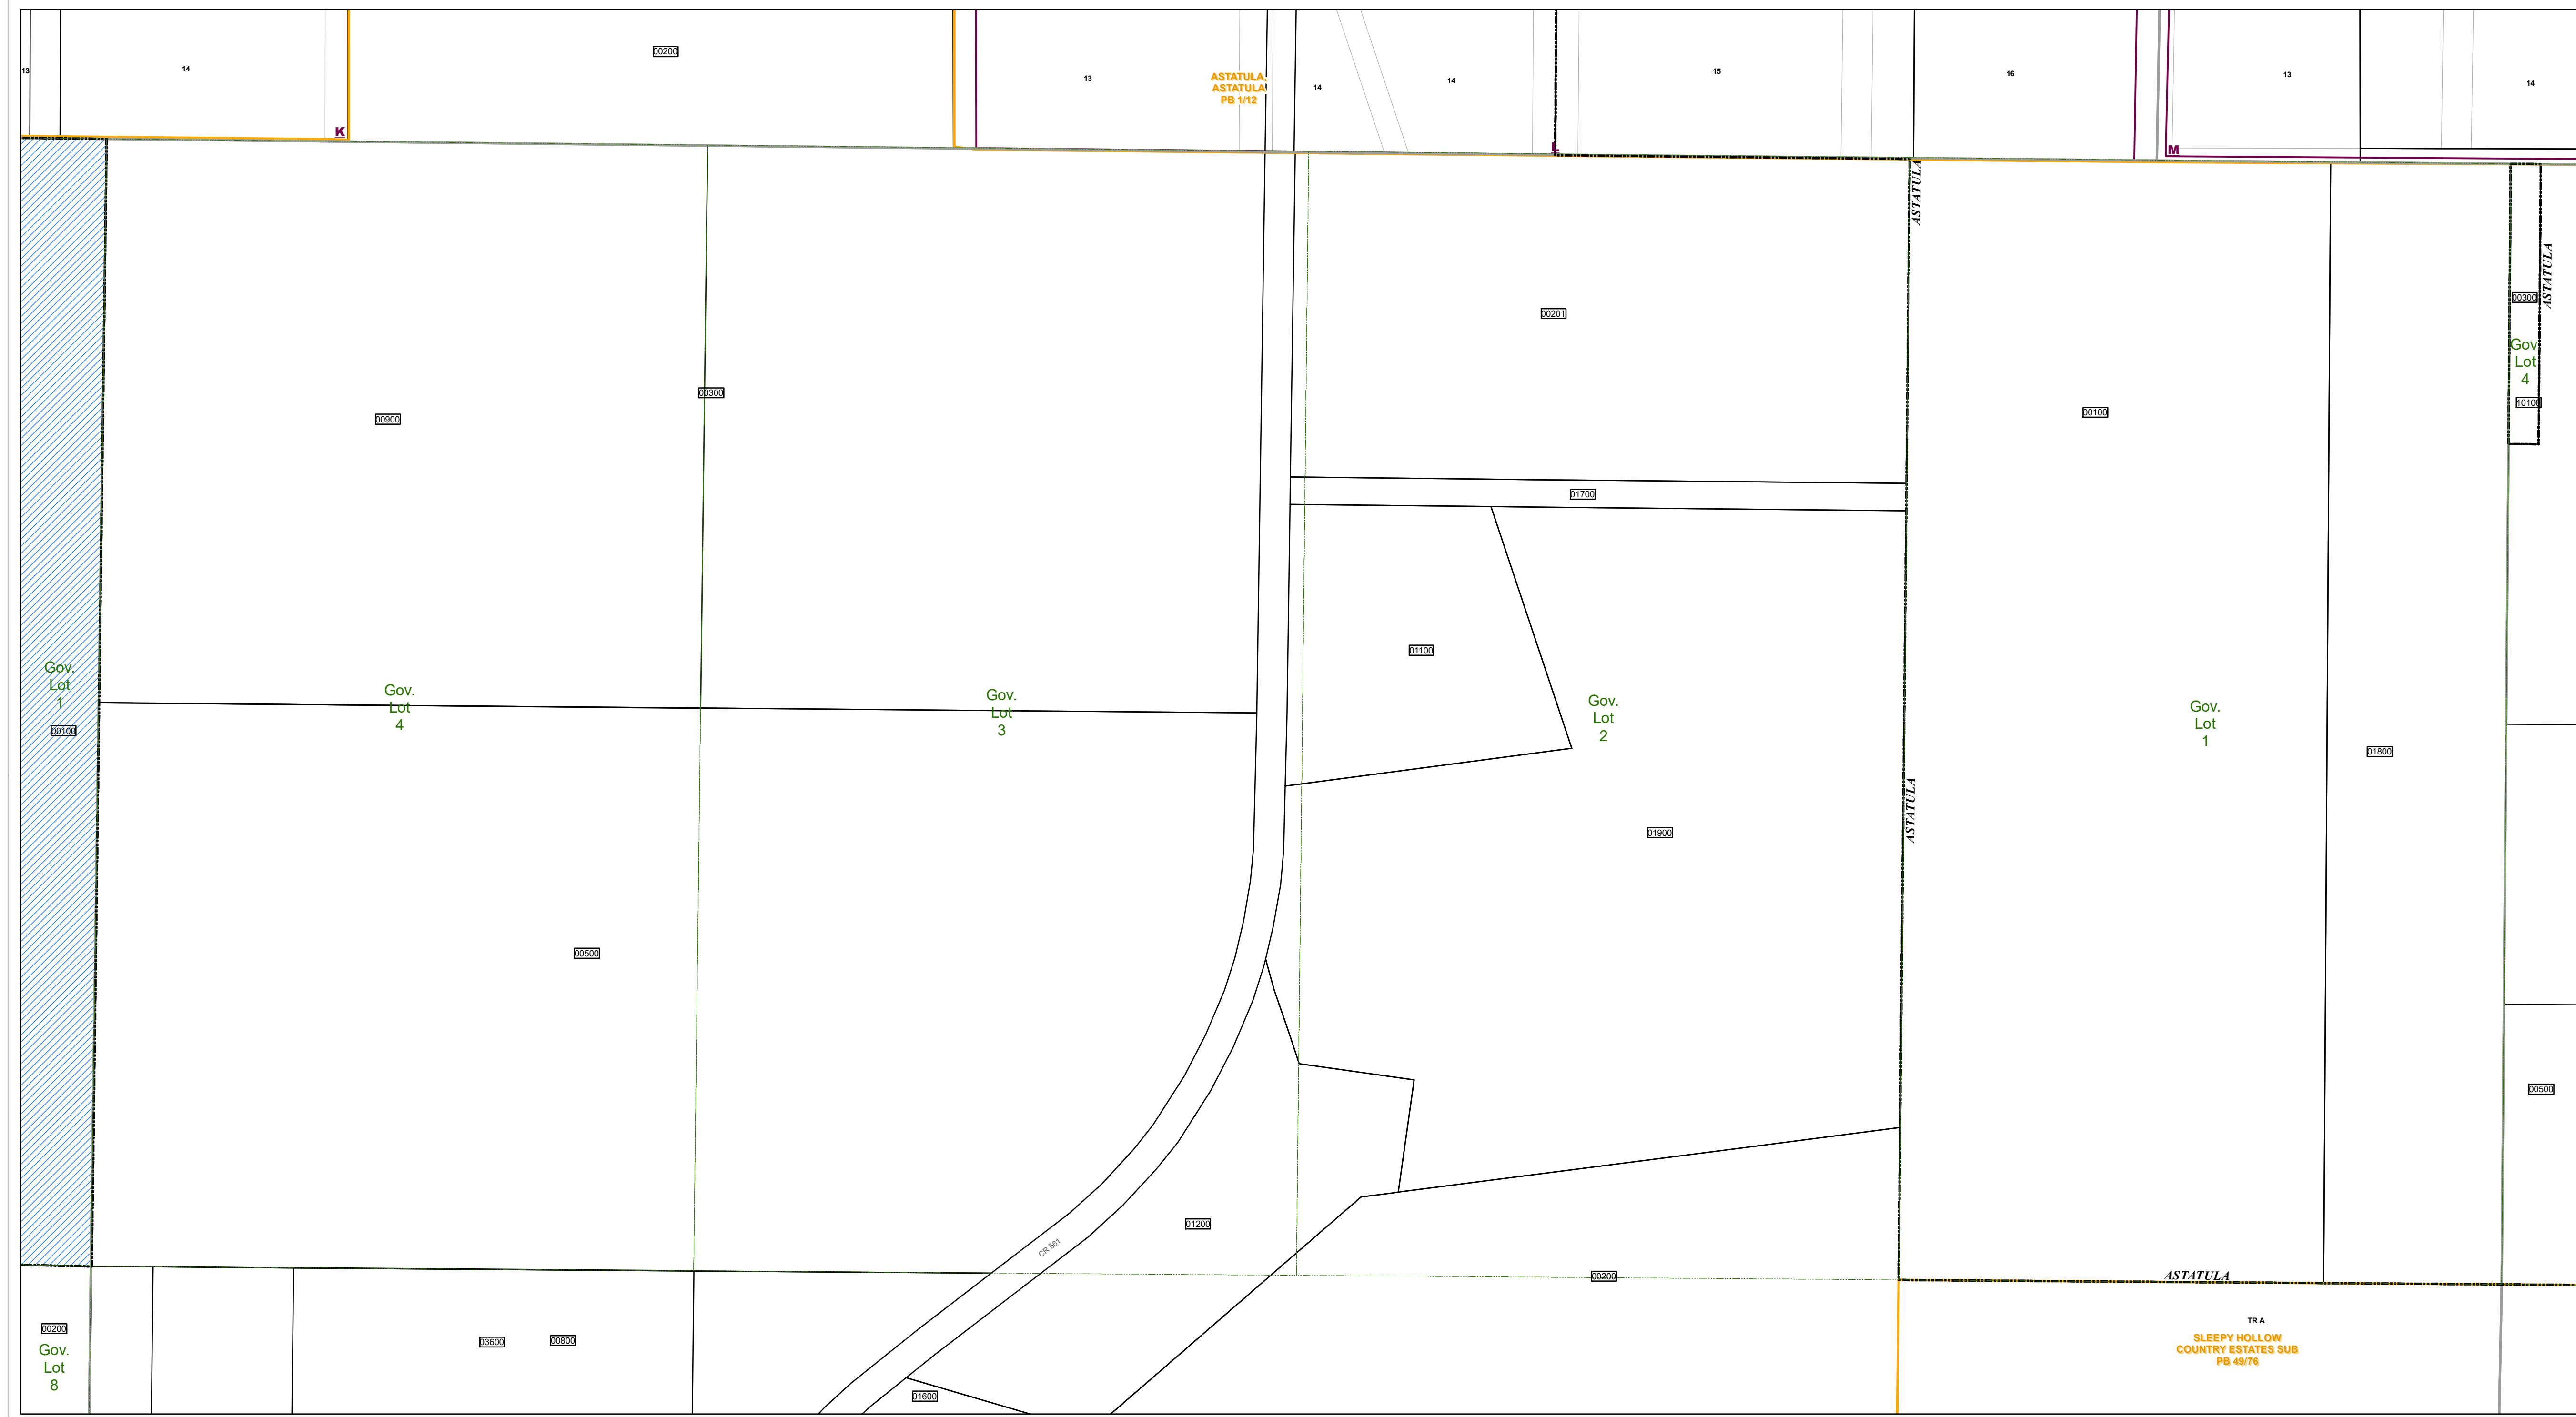 13
14
K
00200
13
ASTATULA,
ASTATULA
PB 1/12
14
14
L
15
16
M
13
14
ASTATULA
ASTATULA
00300
Gov.
Lot
4
10100
00201
00900
00300
00100
01700
01100
Gov.
Lot
1
00100
Gov.
Lot
4
Gov.
Lot
3
Gov.
Lot
2
Gov.
Lot
1
01800
ASTATULA
01900
00500
00500
01200
CR 561
00200
ASTATULA
00200
Gov.
Lot
8
03600
00800
01600
TR A
SLEEPY HOLLOW
COUNTRY ESTATES SUB
PB 49/76